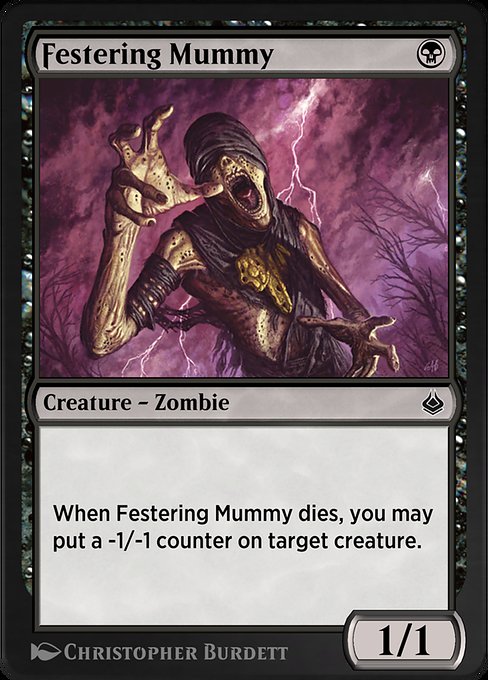 Festering Mummy
Creature – Zombie
When Festering Mummy dies, you may
put a -1/-1 counter on target creature.
1/1
Christopher Burdett